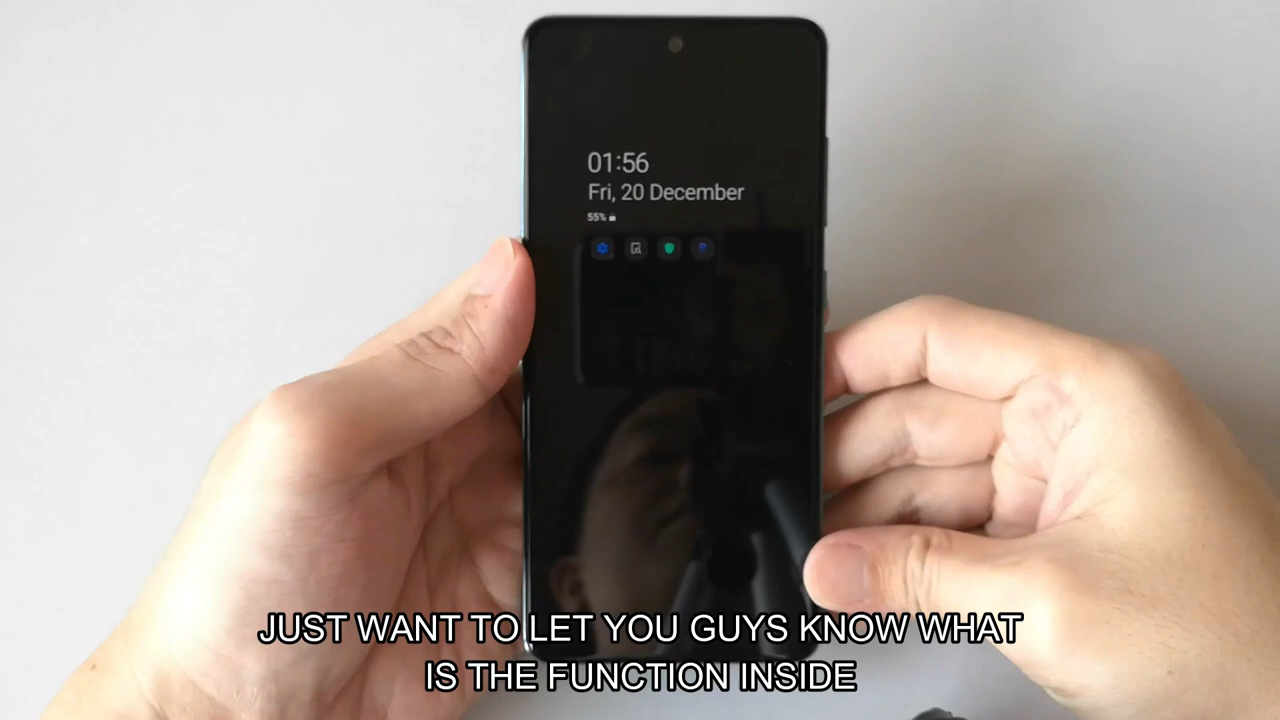 01:56
Fri, 20 December
55%
JUST WANT TO LET YOU GUYS KNOW WHAT
IS THE FUNCTION INSIDE